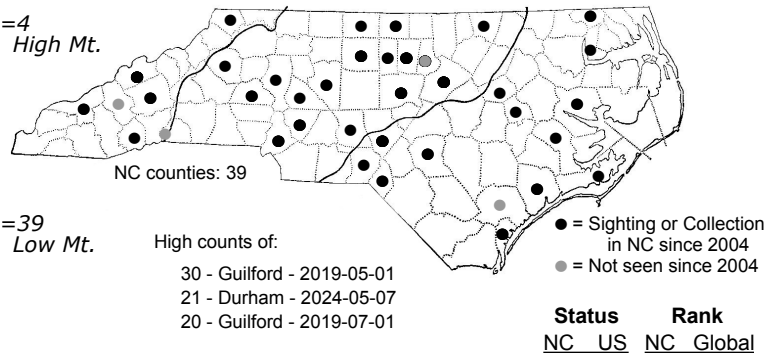 =4
High Mt.
NC counties: 39
=39
Low Mt.
High counts of:
30 - Guilford - 2019-05-01
21 - Durham - 2024-05-07
20 - Guilford - 2019-07-01
= Sighting or Collection
in NC since 2004
= Not seen since 2004
Status Rank
NC US NC Global